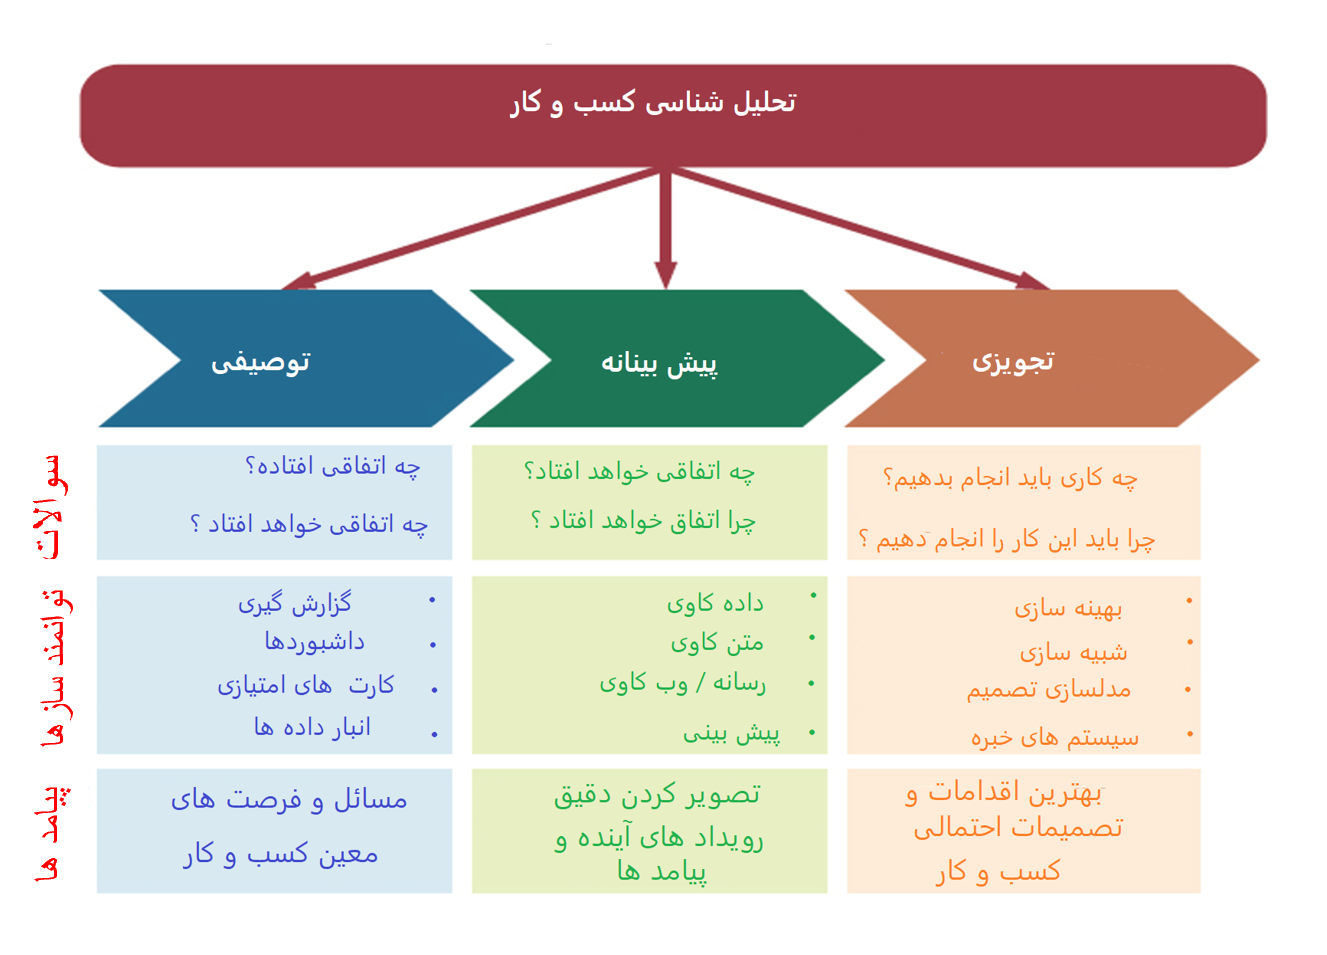 تحلیل شناسی کسب و کار
توصیفی
پیش بینانه
تجویزی
سوالات
چه اتفاقی افتاده؟
چه اتفاقی خواهد افتاد ؟
چه اتفاقی خواهد افتاد؟
چرا اتفاق خواهد افتاد ؟
چه کاری باید انجام بدهیم؟
چرا باید این کار را انجام دهیم ؟
توانمند سازها
• گزارش گیری
• داشبوردها
• کارت های امتیازی
• انبار داده ها
• داده کاوی
• متن کاوی
• رسانه / وب کاوی
• پیش بینی
• بهینه سازی
• شبیه سازی
• مدلسازی تصمیم
• سیستم های خبره
پیامد ها
مسائل و فرصت های
معین کسب و کار
تصویر کردن دقیق
رویداد های آینده و
پیامد ها
بهترین اقدامات و
تصمیمات احتمالی
کسب و کار